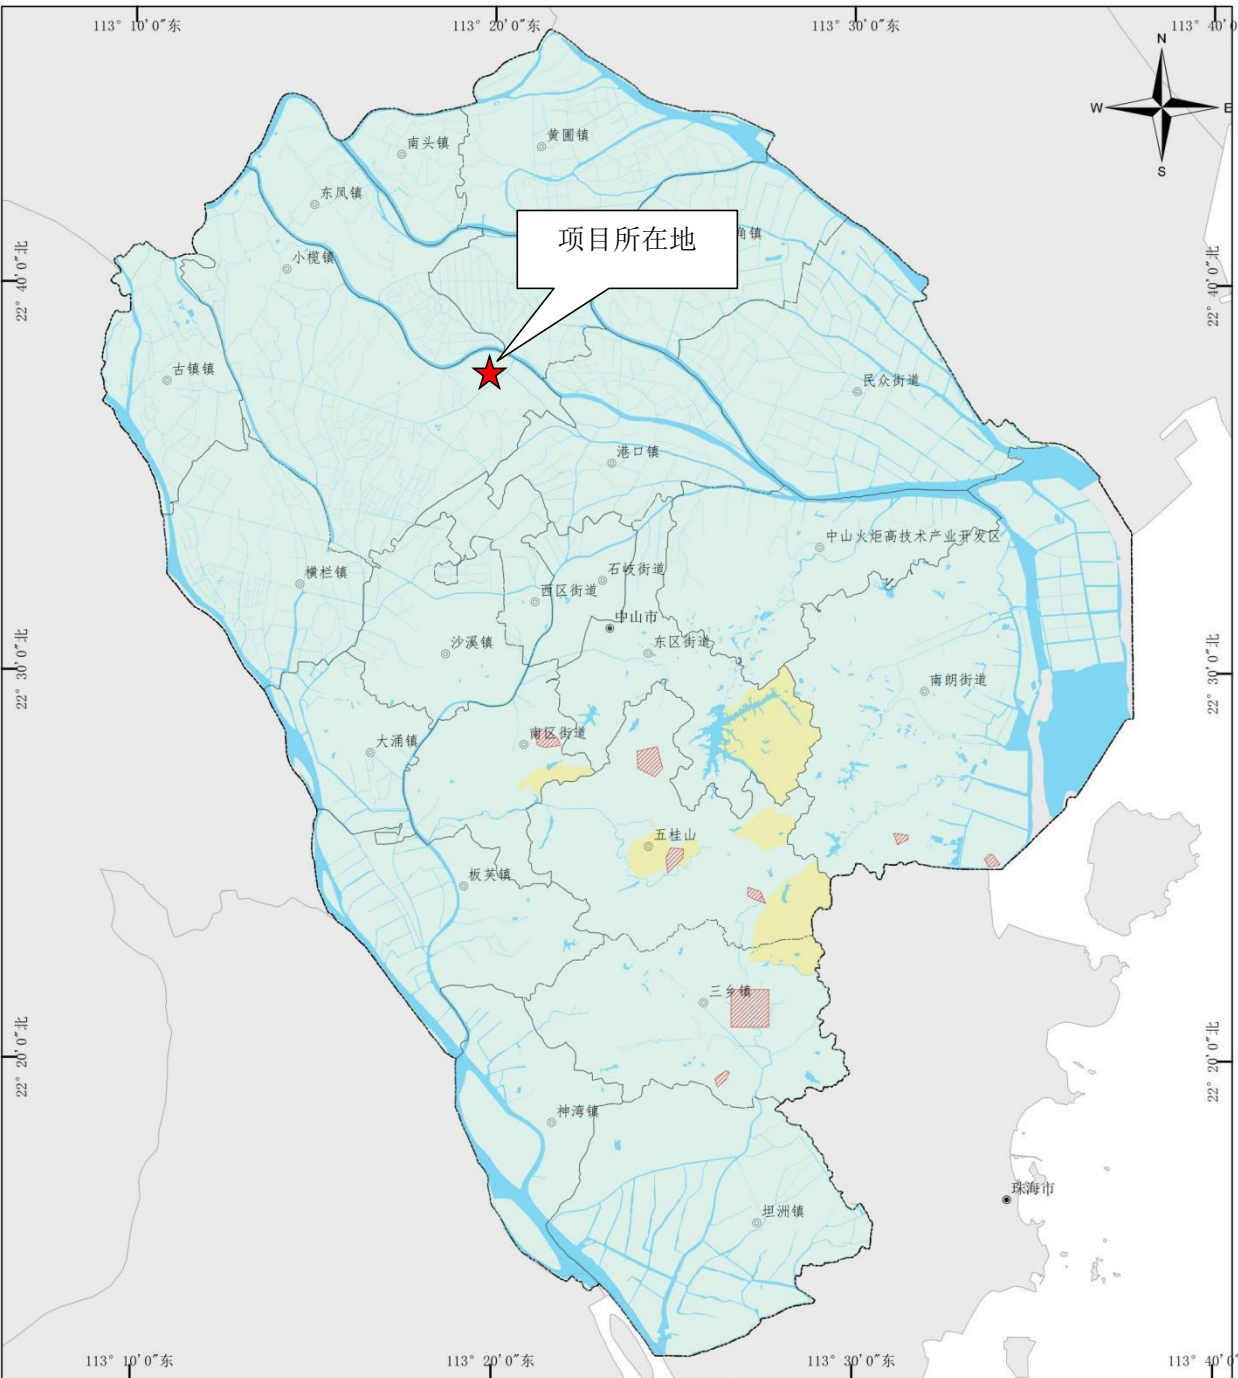 113° 10′0″东
113° 20′0″东
113° 30′0″东
113° 40′0
N
W
E
S
黄圃镇
南头镇
东凤镇
项目所在地
角镇
小榄镇
22° 40′0″北
22° 40′0″北
古镇镇
民众街道
港口镇
中山火炬高技术产业开发区
横栏镇
石岐街道
西区街道
中山市
沙溪镇
东区街道
22° 30′0″北
22° 30′0″北
南朗街道
大涌镇
南区街道
五桂山
板芙镇
三乡镇
22° 20′0″北
22° 20′0″北
神湾镇
珠海市
坦洲镇
113° 10′0″东
113° 20′0″东
113° 30′0″东
113° 40′0